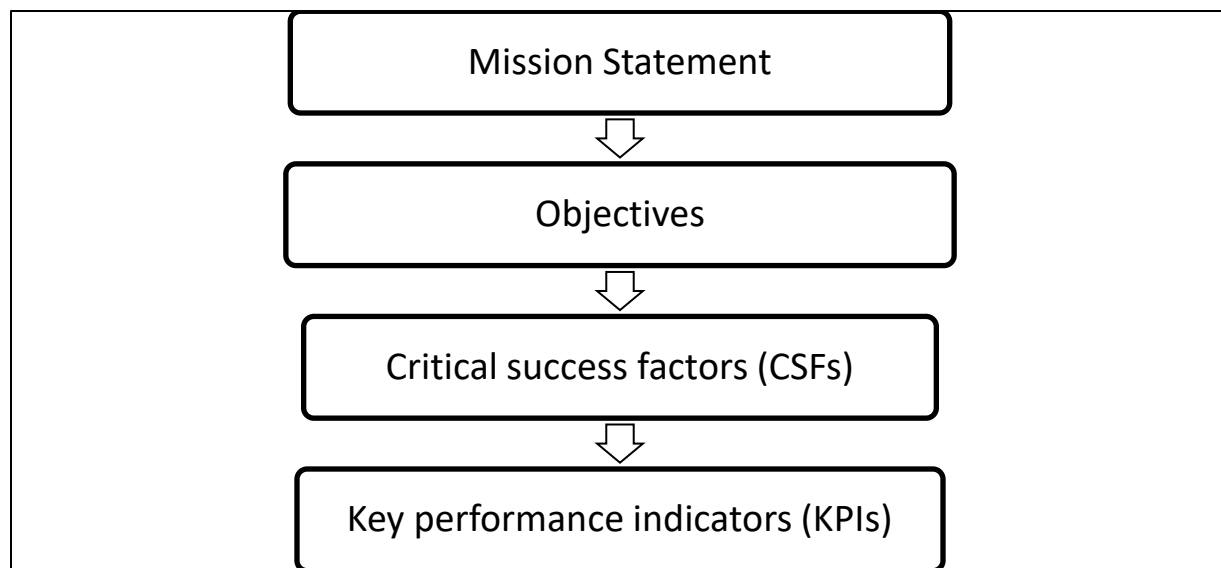 Mission Statement
Objectives
Critical success factors (CSFs)
Key performance indicators (KPIs)